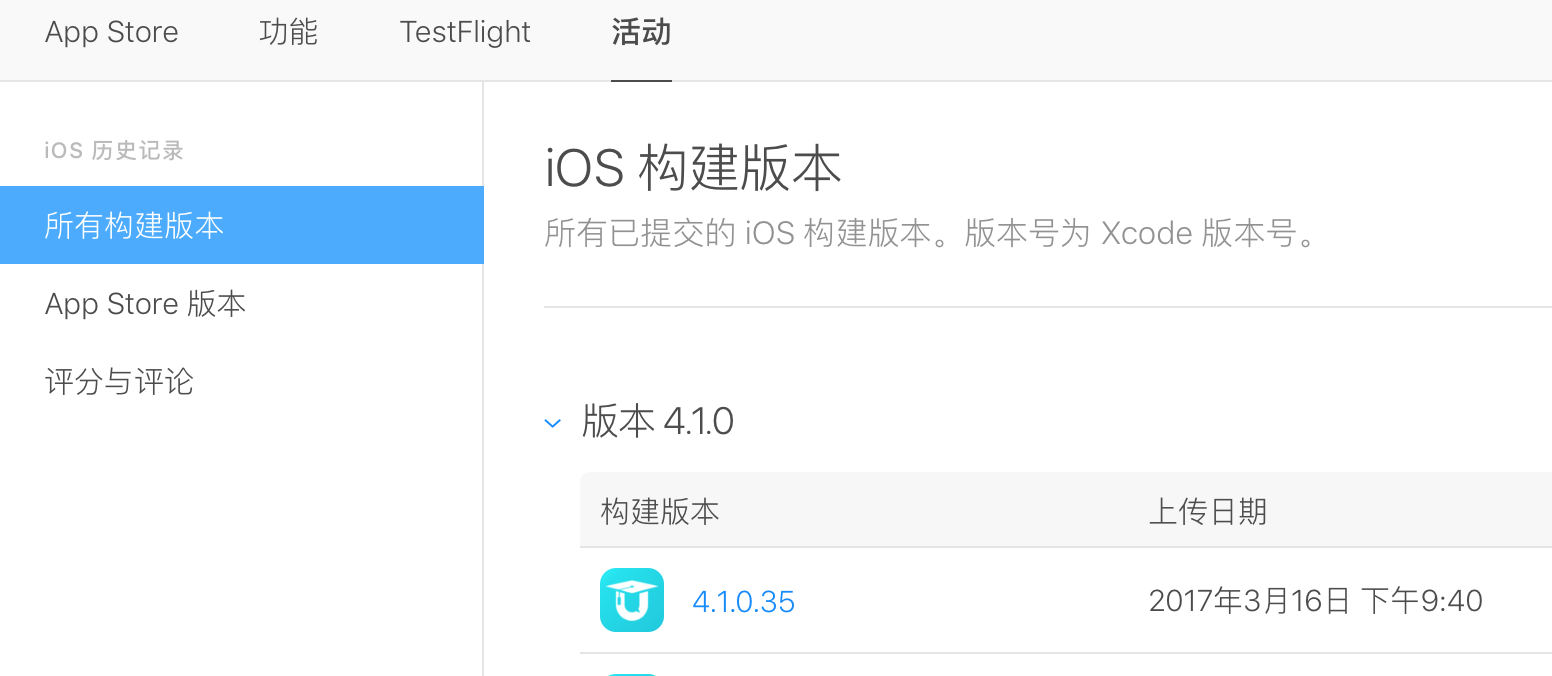 App Store 功能 TestFlight 活动
iOS 历史记录
所有构建版本
App Store 版本
评分与评论
iOS 构建版本
所有已提交的 iOS 构建版本。版本号为 Xcode 版本号。
版本 4.1.0
构建版本 上传日期
4.1.0.35 2017年3月16日 下午9:40